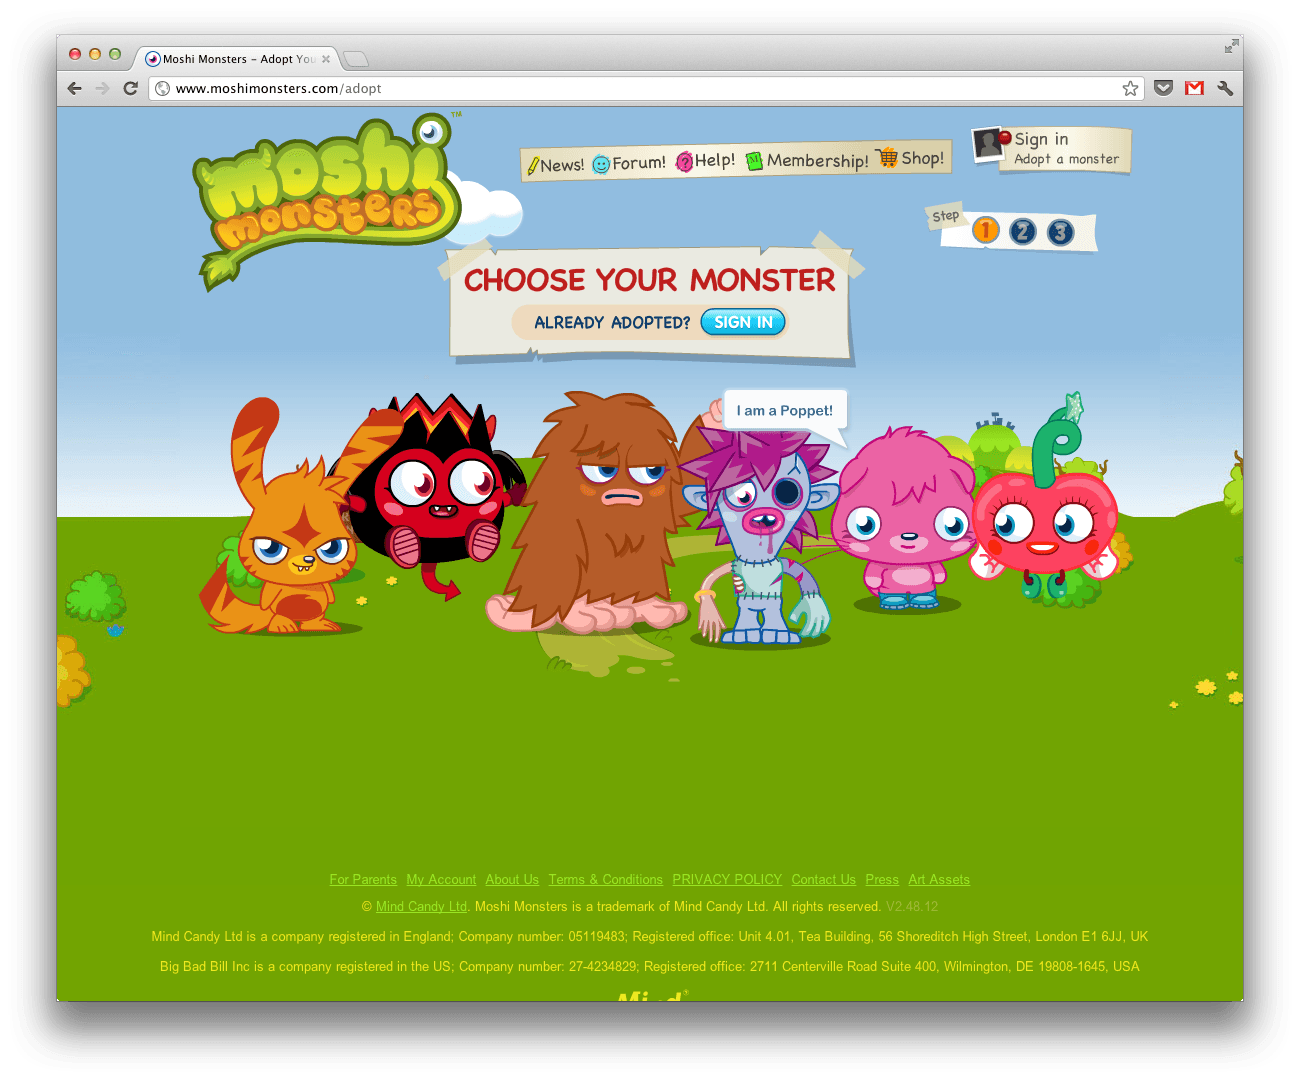 Moshi Monsters – Adopt You
www.moshimonsters.com/adopt
moshi
monsters
TM
News! Forum! Help! M Membership! Shop!
Sign in
Adopt a monster
Step 1 2 3
CHOOSE YOUR MONSTER
ALREADY ADOPTED? SIGN IN
I am a Poppet!
For Parents My Account About Us Terms & Conditions PRIVACY POLICY Contact Us Press Art Assets
© Mind Candy Ltd. Moshi Monsters is a trademark of Mind Candy Ltd. All rights reserved. V2.48.12
Mind Candy Ltd is a company registered in England; Company number: 05119483; Registered office: Unit 4.01, Tea Building, 56 Shoreditch High Street, London E1 6JJ, UK
Big Bad Bill Inc is a company registered in the US; Company number: 27-4234829; Registered office: 2711 Centerville Road Suite 400, Wilmington, DE 19808-1645, USA
Mind®